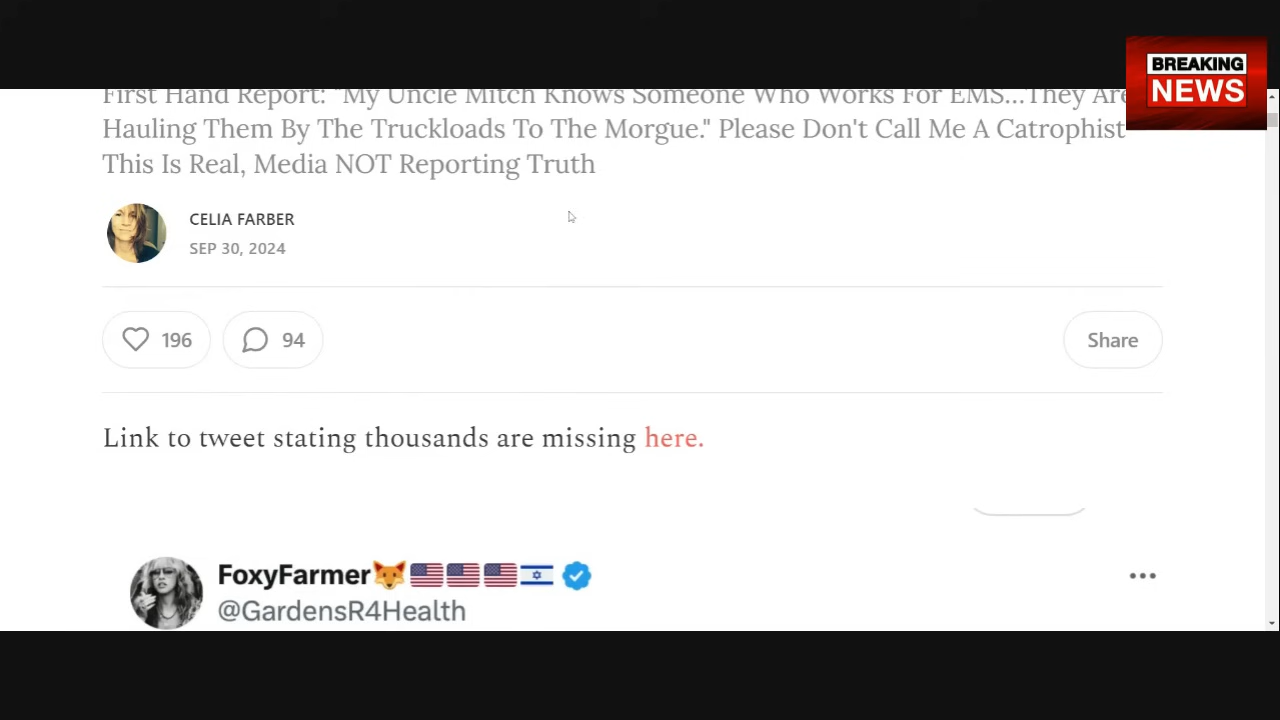 BREAKING
NEWS
First Hand Report: "My Uncle Mitch Knows Someone Who Works For EMS...They Are
Hauling Them By The Truckloads To The Morgue." Please Don't Call Me A Catrophist
This Is Real, Media NOT Reporting Truth
CELIA FARBER
SEP 30, 2024
196
94
Share
Link to tweet stating thousands are missing here.
FoxyFarmer🦊🇺🇸🇺🇸🇺🇸🇮🇱
@GardensR4Health